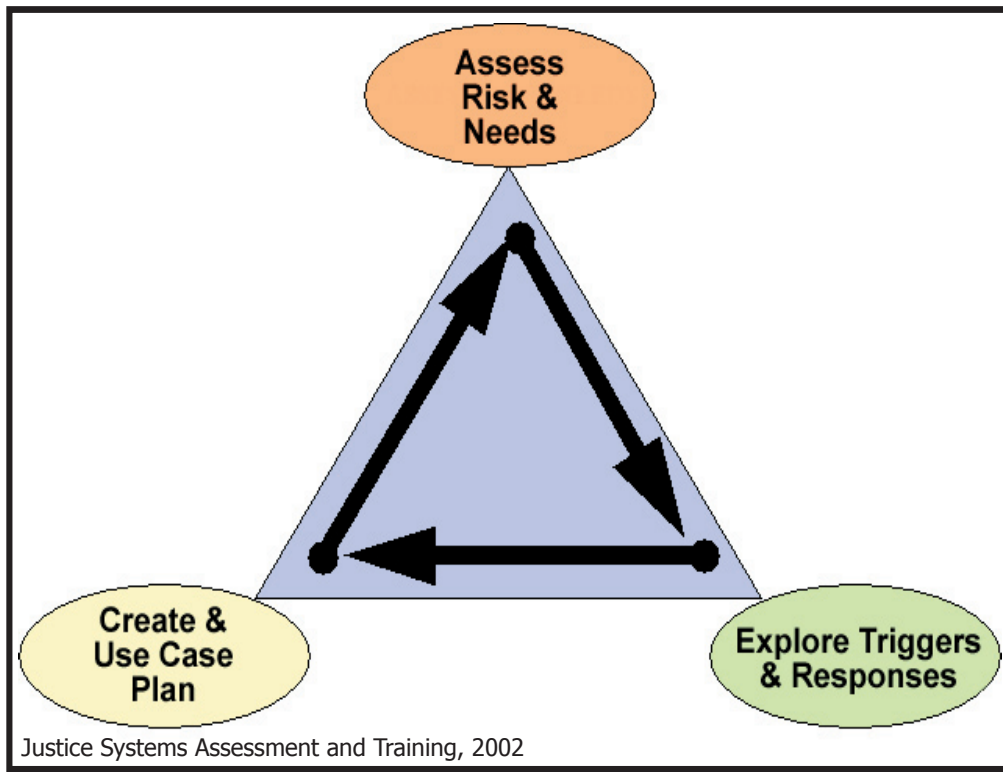 Assess
Risk &
Needs
Create &
Use Case
Plan
Explore Triggers
& Responses
Justice Systems Assessment and Training, 2002